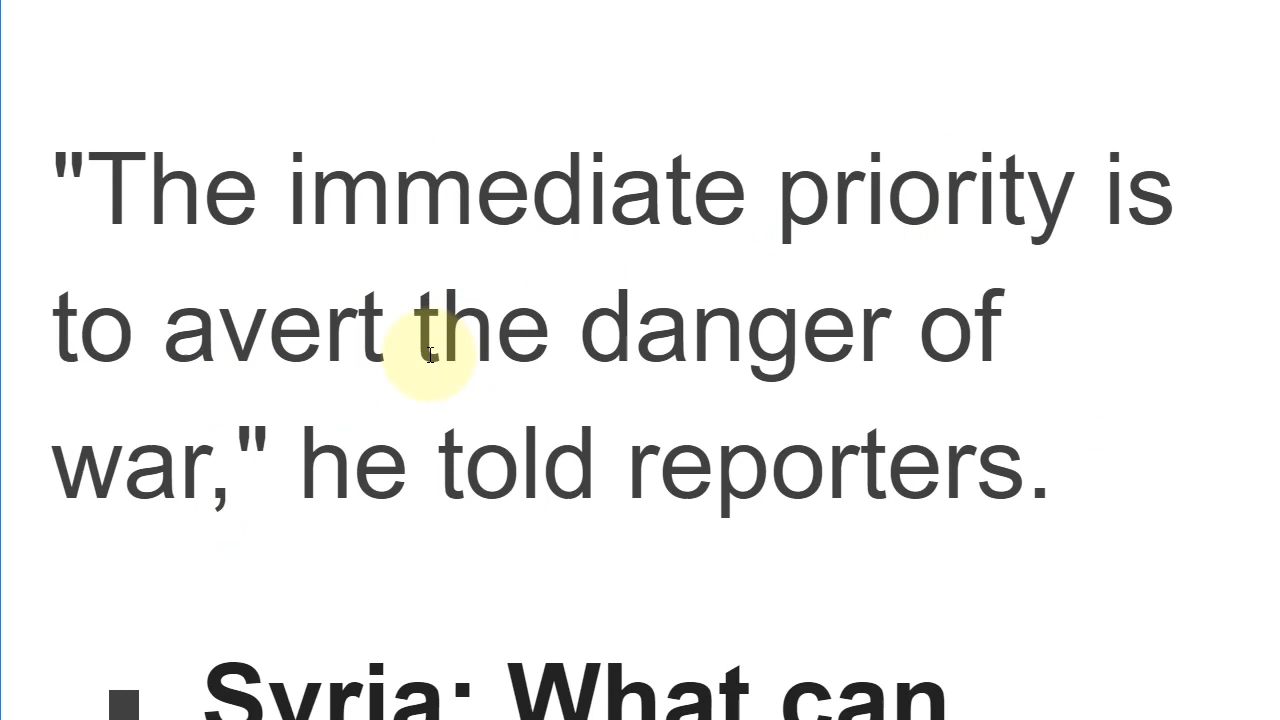 "The immediate priority is
to avert the danger of
war," he told reporters.
Syria: What can